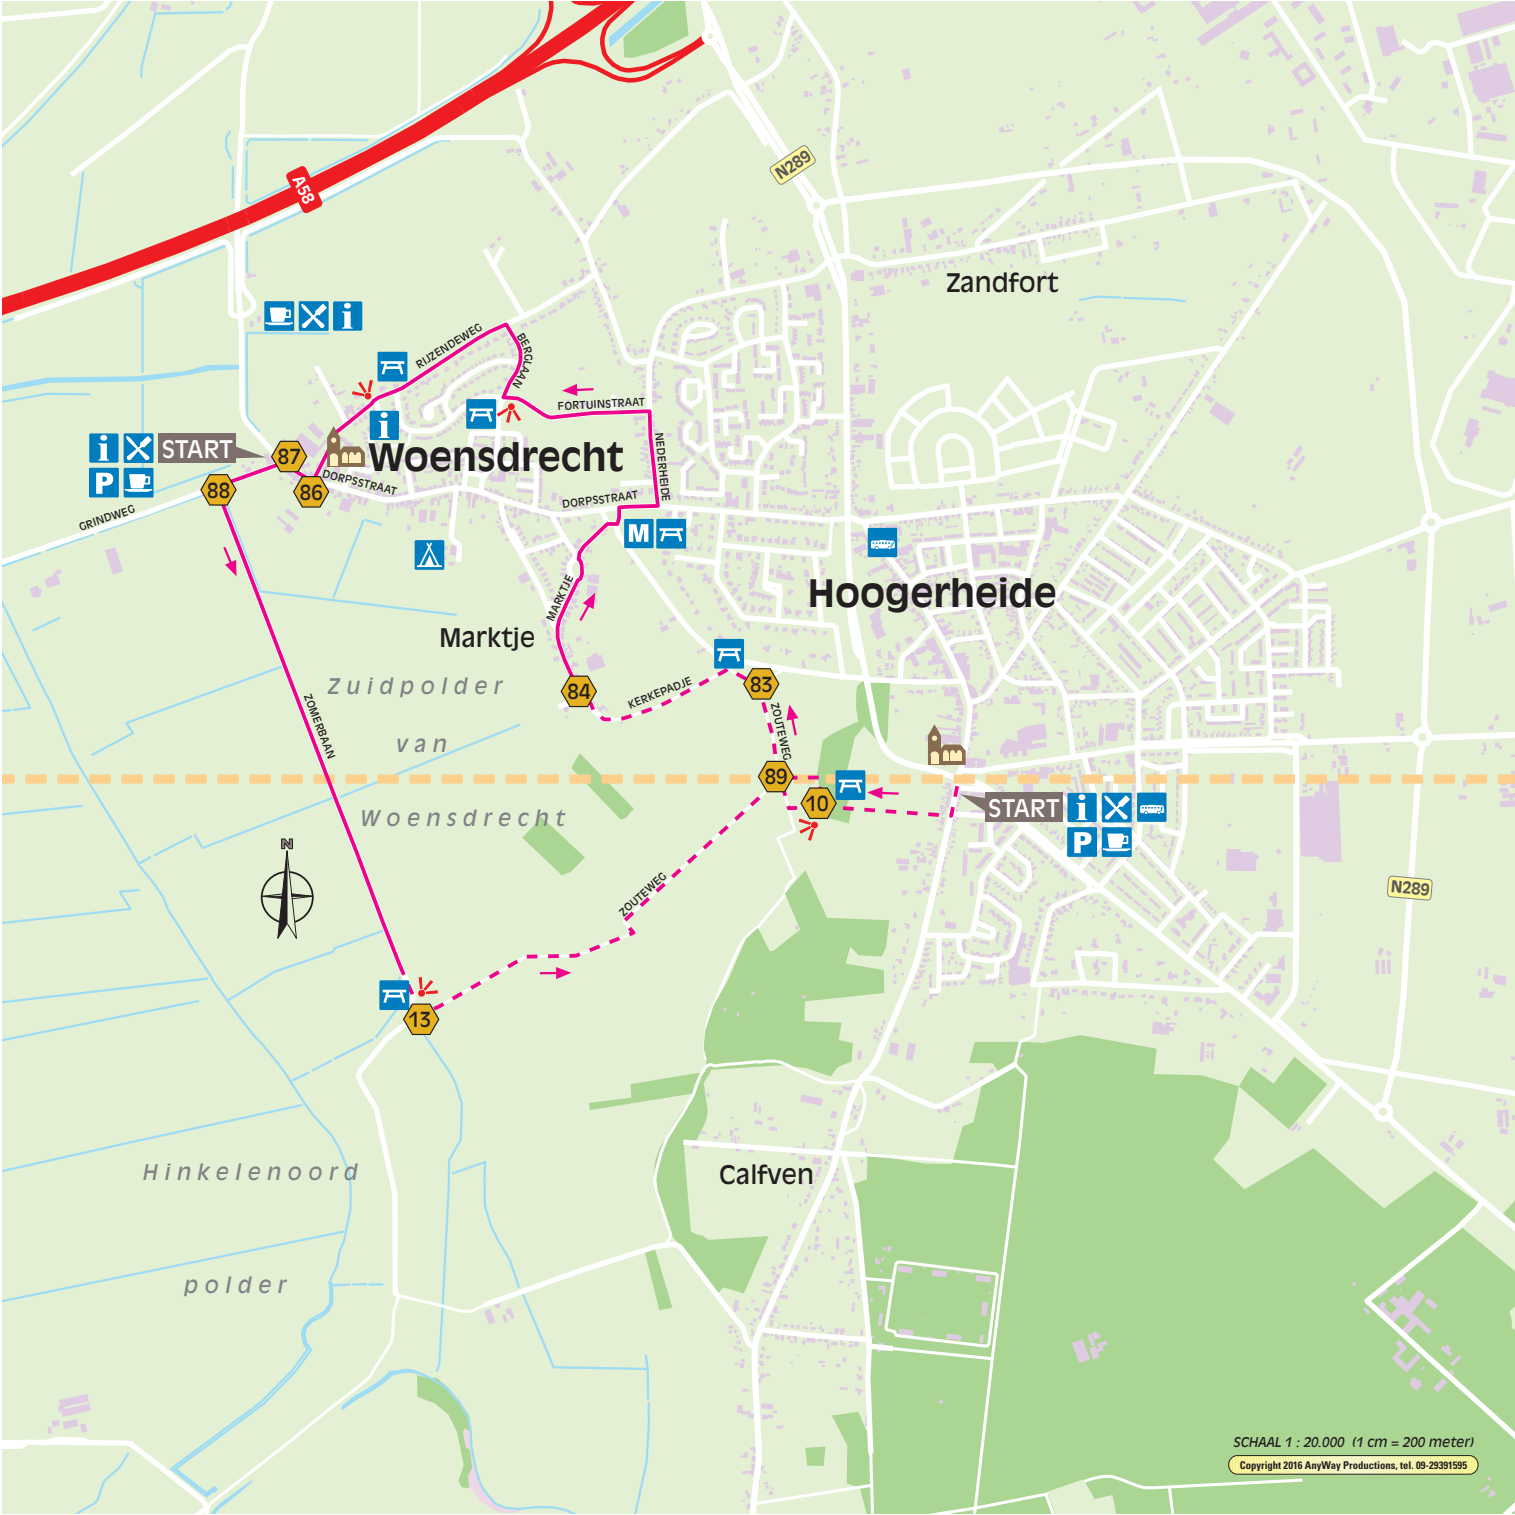 A58
N289
Zandfort
i
RIJZENDEWEG
BERGLAAN
FORTUINSTRAAT
i
i START
87
Woensdrecht
NEDERHEIDE
P
88
86
DORPSSTRAAT
DORPSSTRAAT
GRINDWEG
M
MARKTJE
Hoogerheide
Marktje
Zuidpolder
84
KERKEPADJE
83
ZOMERBAAN
ZOUTEWEG
van
89
10
START i
Woensdrecht
P
N
ZOUTEWEG
N289
13
Hinkelenoord
Calfven
polder
SCHAAL 1 : 20.000 (1 cm = 200 meter)
Copyright 2016 AnyWay Productions, tel. 09-29391595